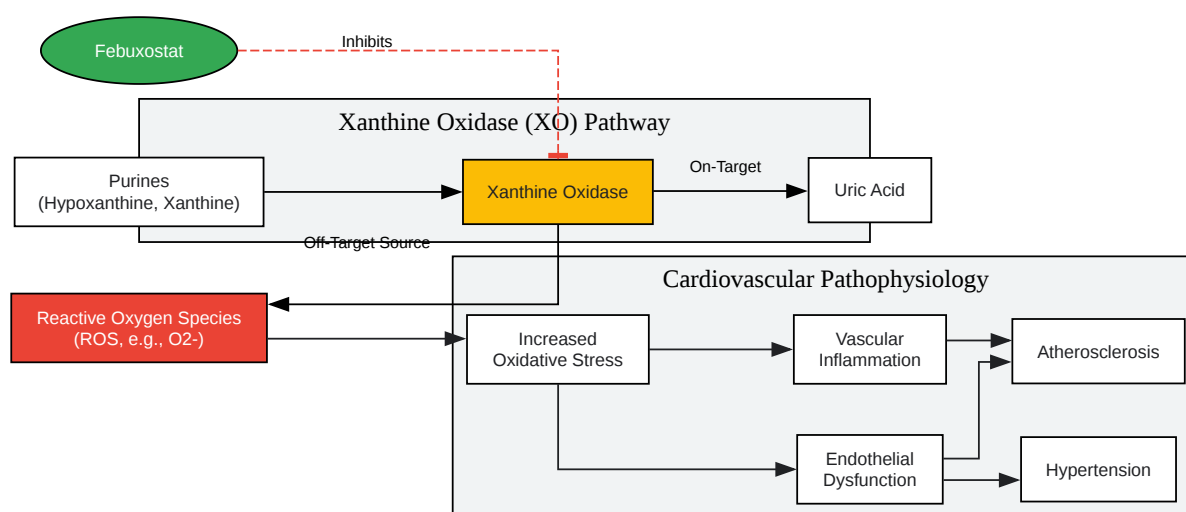 Febuxostat
Inhibits
Xanthine Oxidase (XO) Pathway
Purines
(Hypoxanthine, Xanthine)
Xanthine Oxidase
On-Target
Uric Acid
Off-Target Source
Cardiovascular Pathophysiology
Reactive Oxygen Species
(ROS, e.g., O2-)
Increased
Oxidative Stress
Vascular
Inflammation
Atherosclerosis
Endothelial
Dysfunction
Hypertension